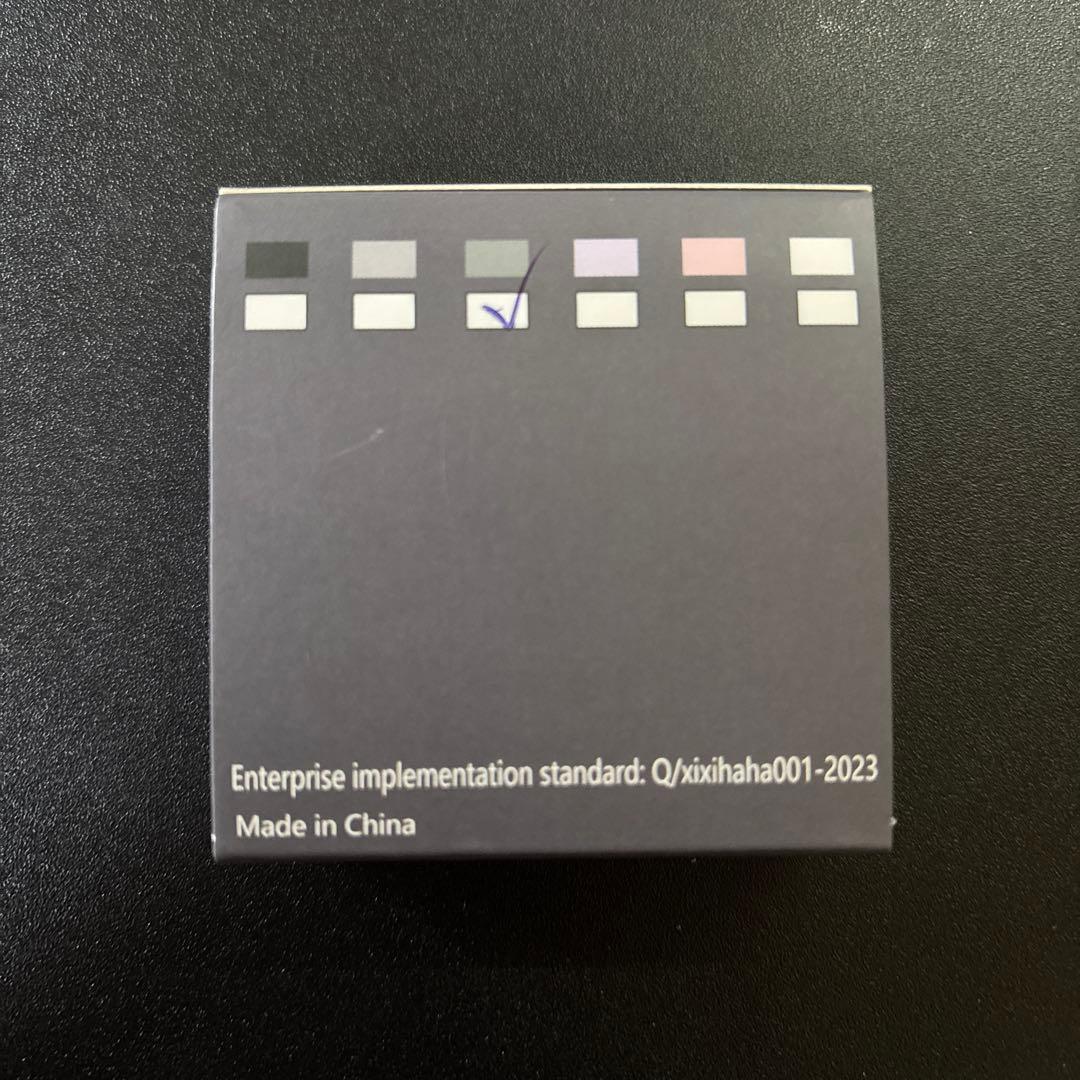 Enterprise implementation standard: Q/xixihaha001-2023
Made in China